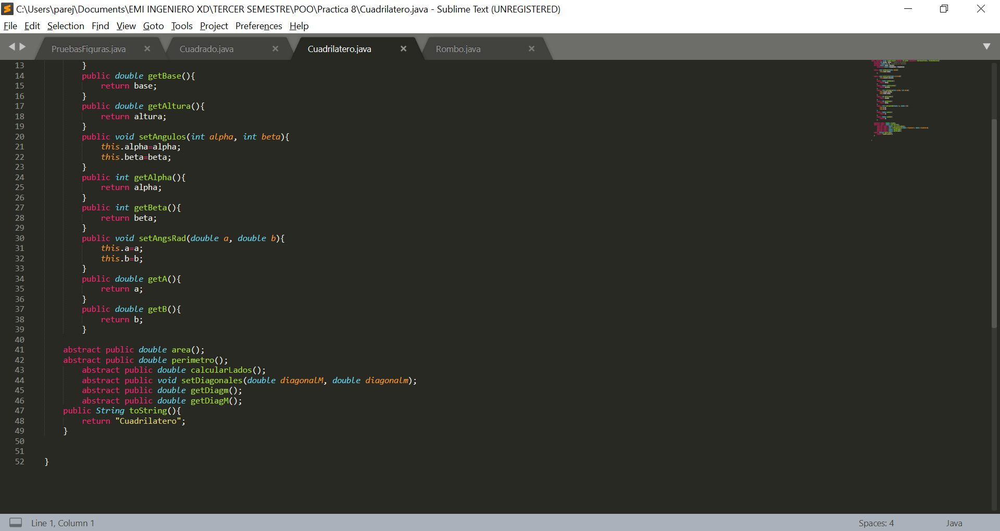 C:\Users\parej\Documents\EMI INGENIERO XD\TERCER SEMESTRE\POO\Practica 8\Cuadrilatero.java - Sublime Text (UNREGISTERED)
File Edit Selection Find View Goto Tools Project Preferences Help
PruebasFiguras.java Cuadrado.java Cuadrilatero.java Rombo.java
13 }
14 public double getBase(){
15 return base;
16 }
17 public double getAltura(){
18 return altura;
19 }
20 public void setAngulos(int alpha, int beta){
21 this.alpha=alpha;
22 this.beta=beta;
23 }
24 public int getAlpha(){
25 return alpha;
26 }
27 public int getBeta(){
28 return beta;
29 }
30 public void setAngsRad(double a, double b){
31 this.a=a;
32 this.b=b;
33 }
34 public double getA(){
35 return a;
36 }
37 public double getB(){
38 return b;
39 }
40
41 abstract public double area();
42 abstract public double perimetro();
43 abstract public double calcularLados();
44 abstract public void setDiagonales(double diagonalM, double diagonalm);
45 abstract public double getDiagm();
46 abstract public double getDiagM();
47 public String toString(){
48 return "Cuadrilatero";
49 }
50
51
52 }
Line 1, Column 1 Spaces: 4 Java